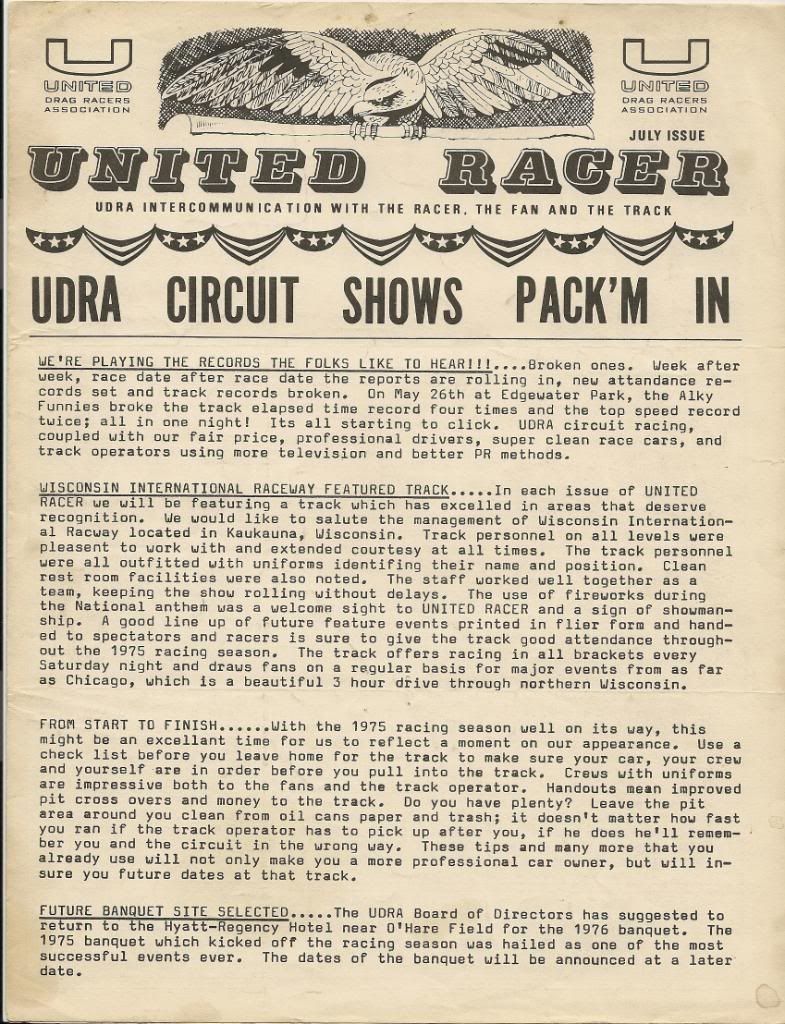 UNITED
DRAG RACERS
ASSOCIATION
UNITED
DRAG RACERS
ASSOCIATION
JULY ISSUE
UNITED RACER
UDRA INTERCOMMUNICATION WITH THE RACER, THE FAN AND THE TRACK
UDRA CIRCUIT SHOWS PACK'M IN
WE'RE PLAYING THE RECORDS THE FOLKS LIKE TO HEAR!!!....Broken ones. Week after
week, race date after race date the reports are rolling in, new attandance re-
cords set and track records broken. On May 26th at Edgewater Park, the Alky
Funnies broke the track elapsed time record four times and the top speed record
twice; all in one night! Its all starting to click. UDRA circuit racing,
coupled with our fair price, professional drivers, super clean race cars, and
track operators using more television and better PR methods.
WISCONSIN INTERNATIONAL RACEWAY FEATURED TRACK.....In each issue of UNITED
RACER we will be featuring a track which has excelled in areas that deserve
recognition. We would like to salute the management of Wisconsin Internation-
al Racway located in Kaukauna, Wisconsin. Track personnel on all levels were
pleasent to work with and extended courtesy at all times. The track personnel
were all outfitted with uniforms identifing their name and position. Clean
rest room facilities were also noted. The staff worked well together as a
team, keeping the show rolling without delays. The use of fireworks during
the National anthem was a welcome sight to UNITED RACER and a sign of showman-
ship. A good line up of future feature events printed in flier form and hand-
ed to spectators and racers is sure to give the track good attendance through-
out the 1975 racing season. The track offers racing in all brackets every
Saturday night and draws fans on a regular basis for major events from as far
as Chicago, which is a beautiful 3 hour drive through northern Wisconsin.
FROM START TO FINISH......With the 1975 racing season well on its way, this
might be an excellant time for us to reflect a moment on our appearance. Use a
check list before you leave home for the track to make sure your car, your crew
and yourself are in order before you pull into the track. Crews with uniforms
are impressive both to the fans and the track operator. Handouts mean improved
pit cross overs and money to the track. Do you have plenty? Leave the pit
area around you clean from oil cans paper and trash; it doesn't matter how fast
you ran if the track operator has to pick up after you, if he does he'll remem-
ber you and the circuit in the wrong way. These tips and many more that you
already use will not only make you a more professional car owner, but will in-
sure you future dates at that track.
FUTURE BANQUET SITE SELECTED.....The UDRA Board of Directors has suggested to
return to the Hyatt-Regency Hotel near O'Hare Field for the 1976 banquet. The
1975 banquet which kicked off the racing season was hailed as one of the most
successful events ever. The dates of the banquet will be announced at a later
date.